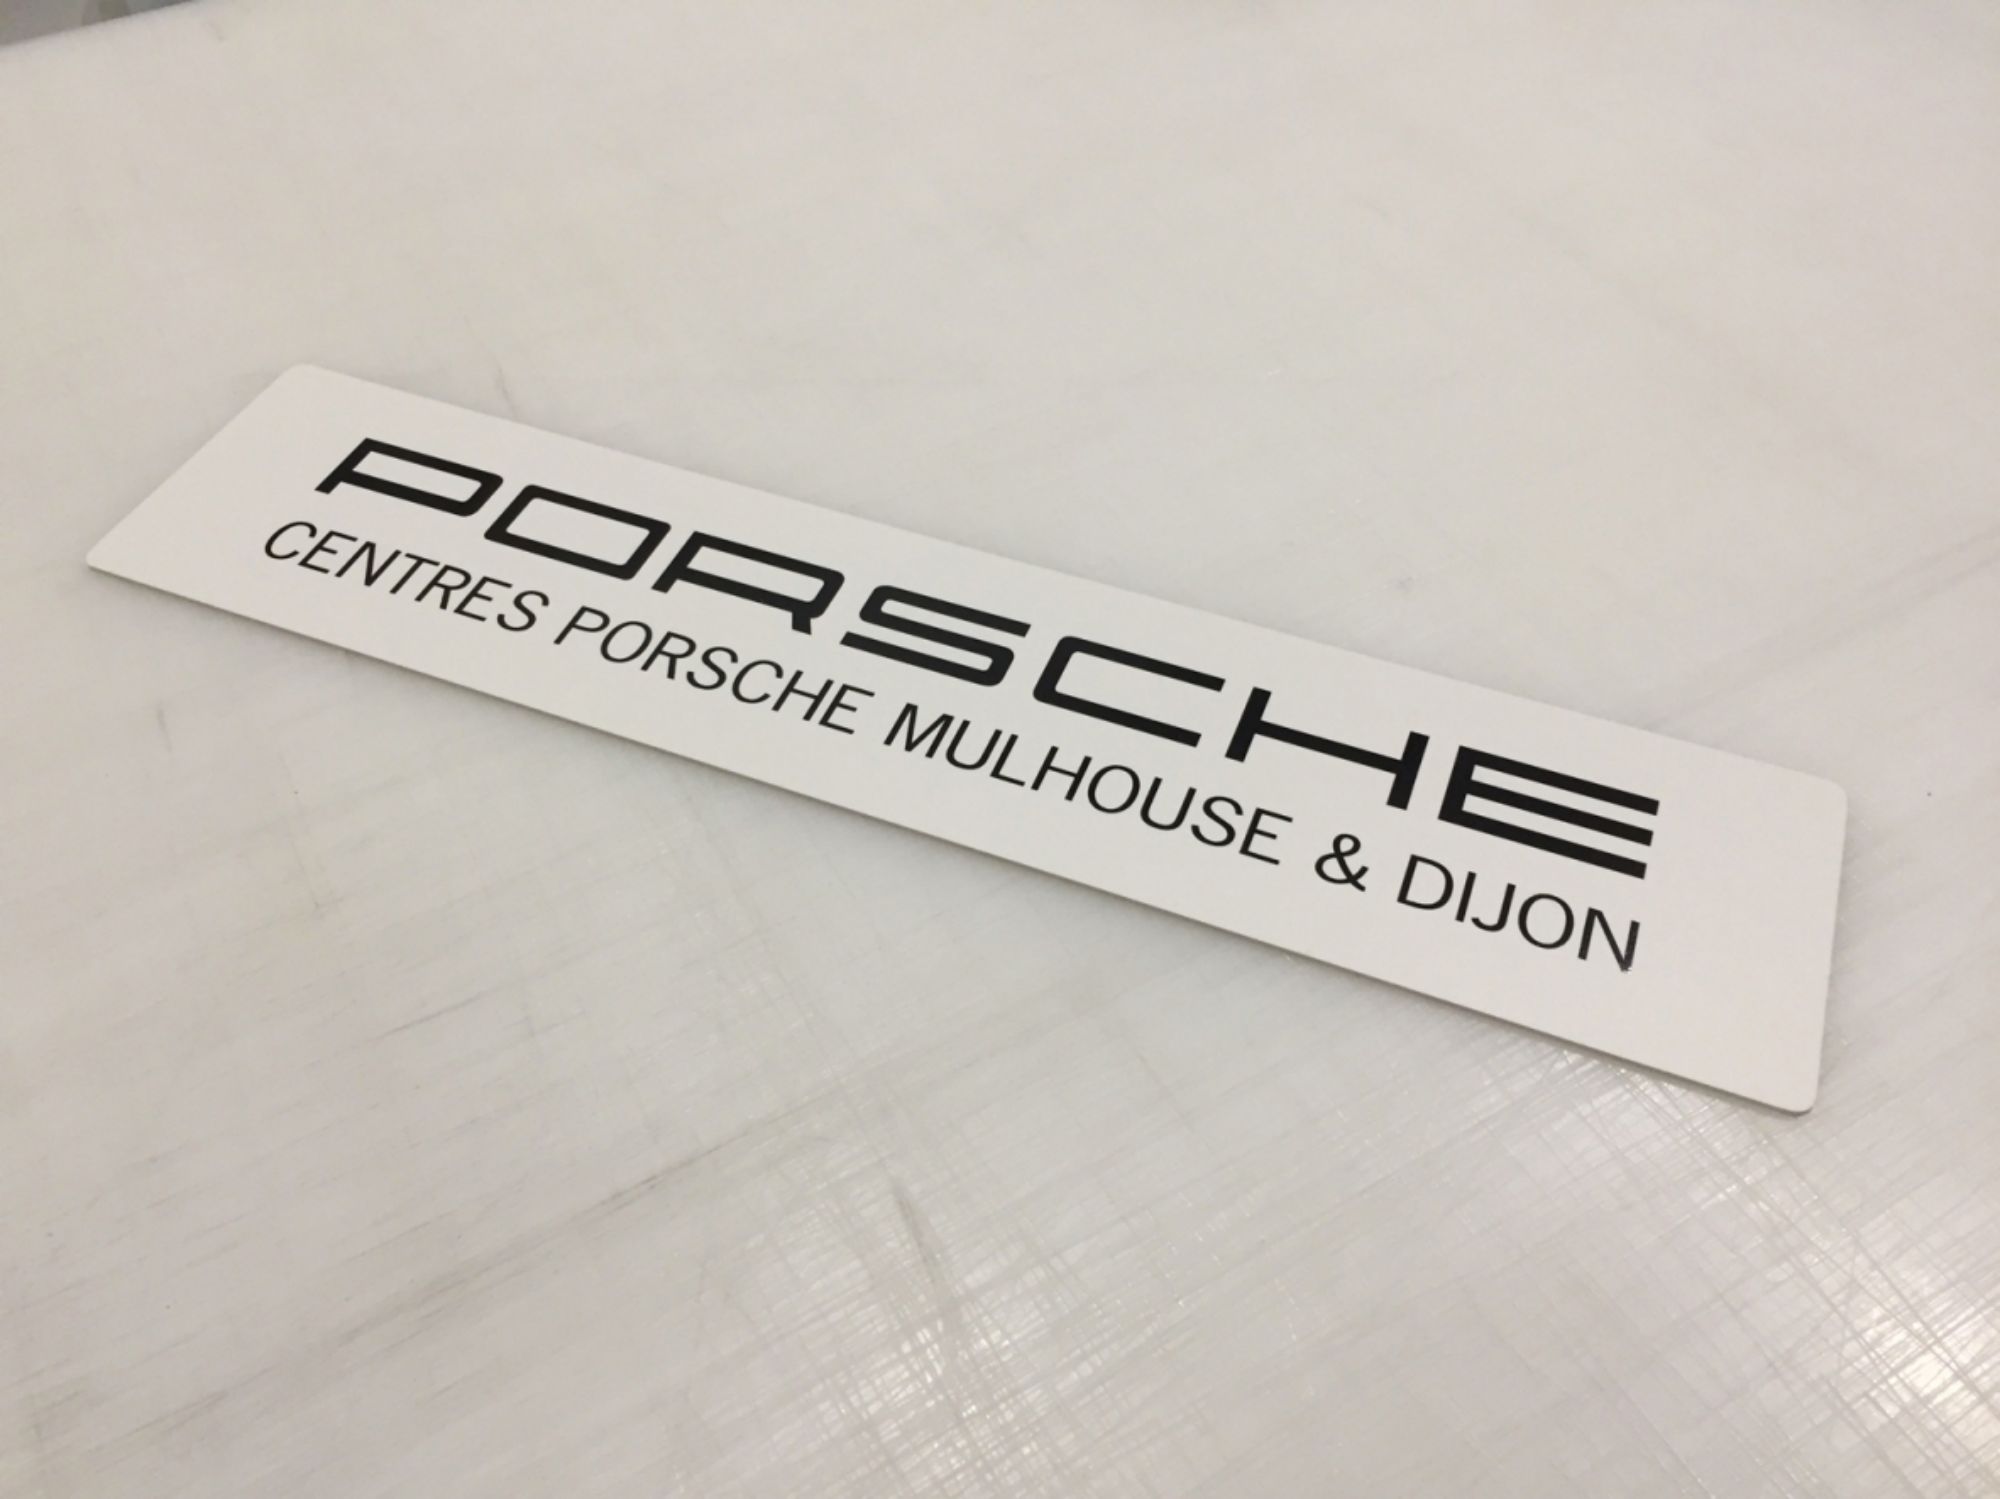 PORSCHE
CENTRES PORSCHE MULHOUSE & DIJON